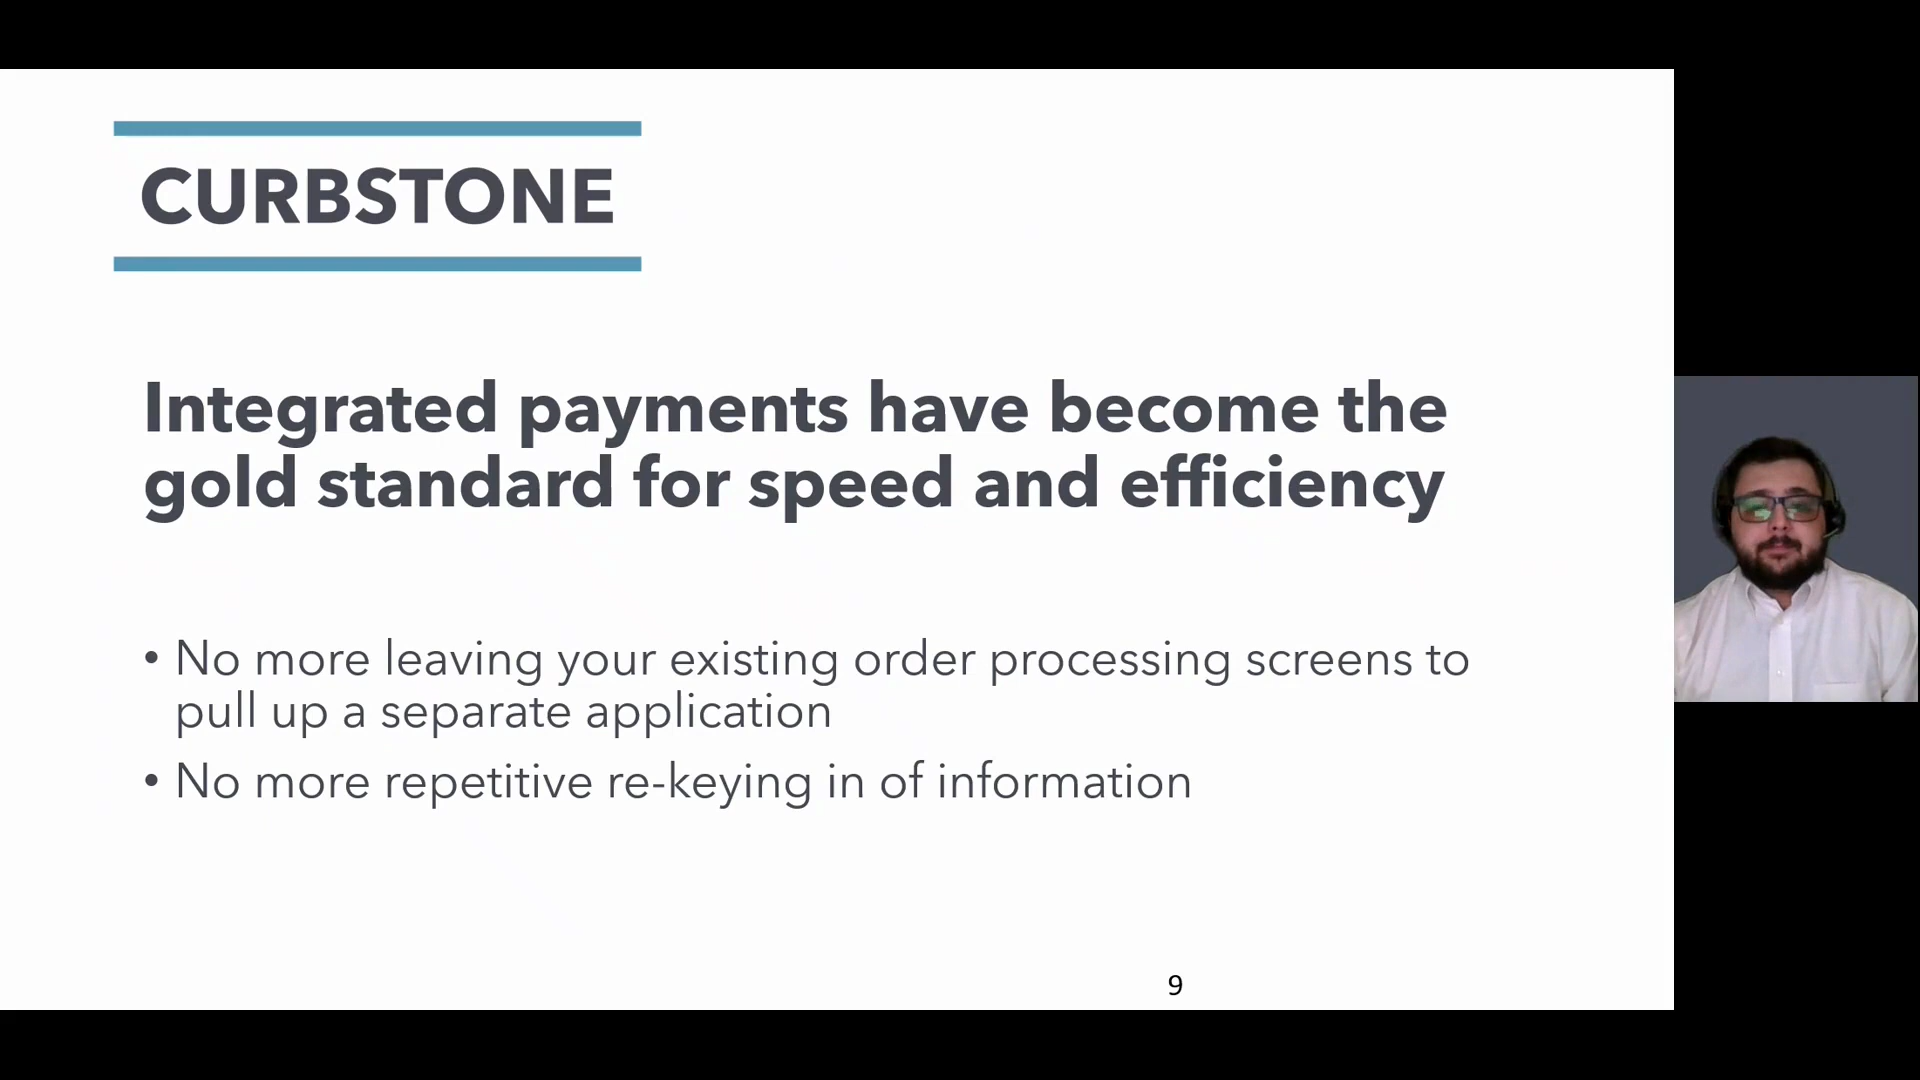 CURBSTONE
Integrated payments have become the
gold standard for speed and efficiency
• No more leaving your existing order processing screens to
pull up a separate application
• No more repetitive re-keying in of information
9